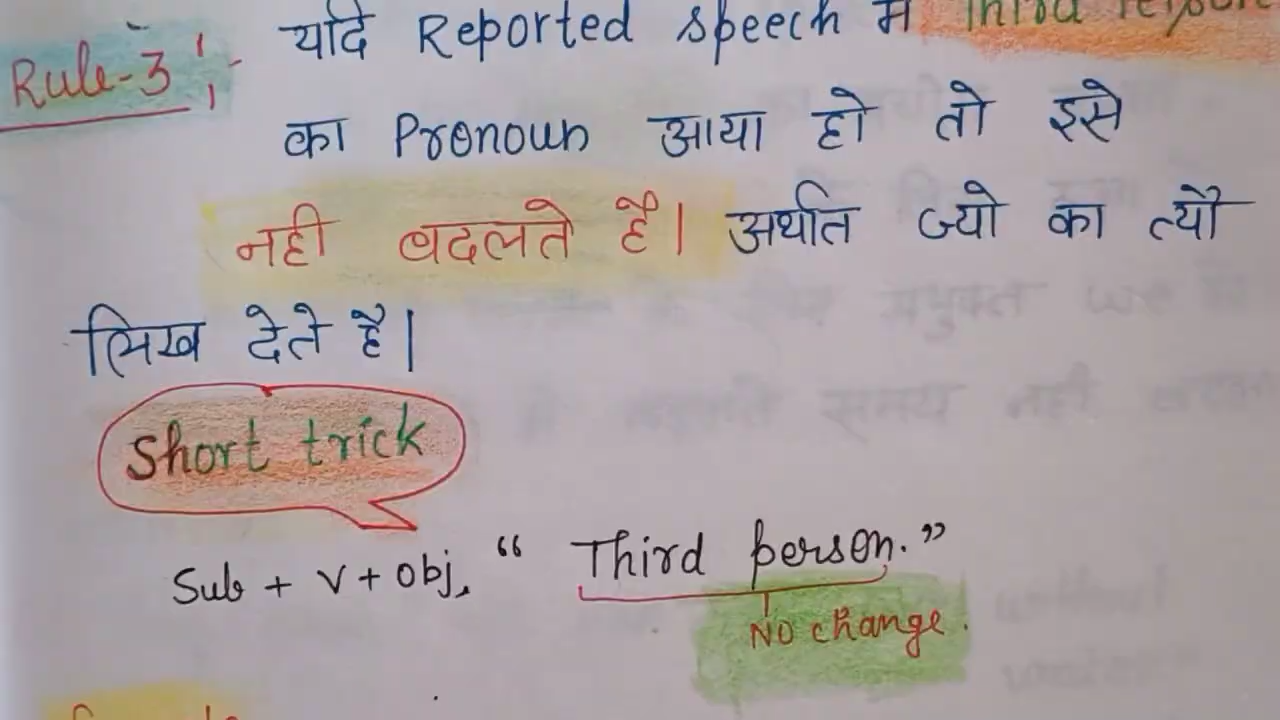 Rule-3 :- यदि Reported speech में Third person
का Pronoun आया हो तो इसे
नही बदलते है। अर्थात ज्यो का त्यौ
लिख देते है।
Short trick
Sub + V + Obj, “ Third person. ”
No change.